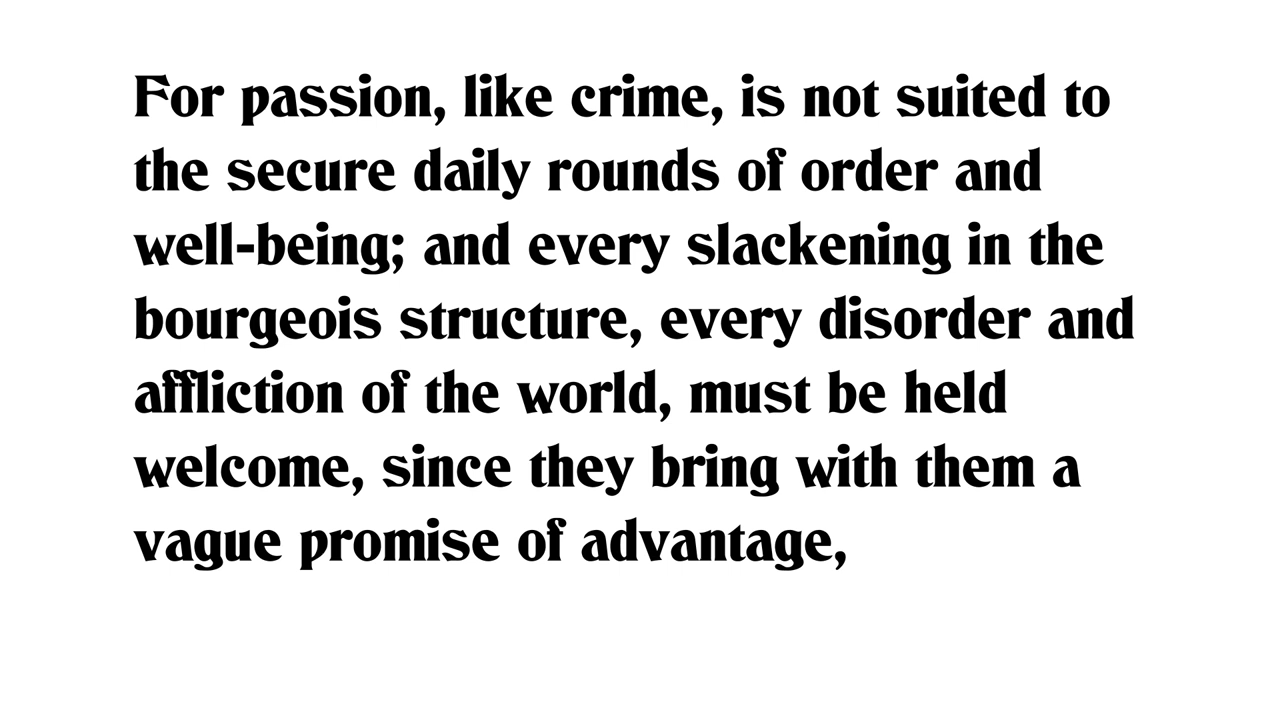 For passion, like crime, is not suited to
the secure daily rounds of order and
well-being; and every slackening in the
bourgeois structure, every disorder and
affliction of the world, must be held
welcome, since they bring with them a
vague promise of advantage,